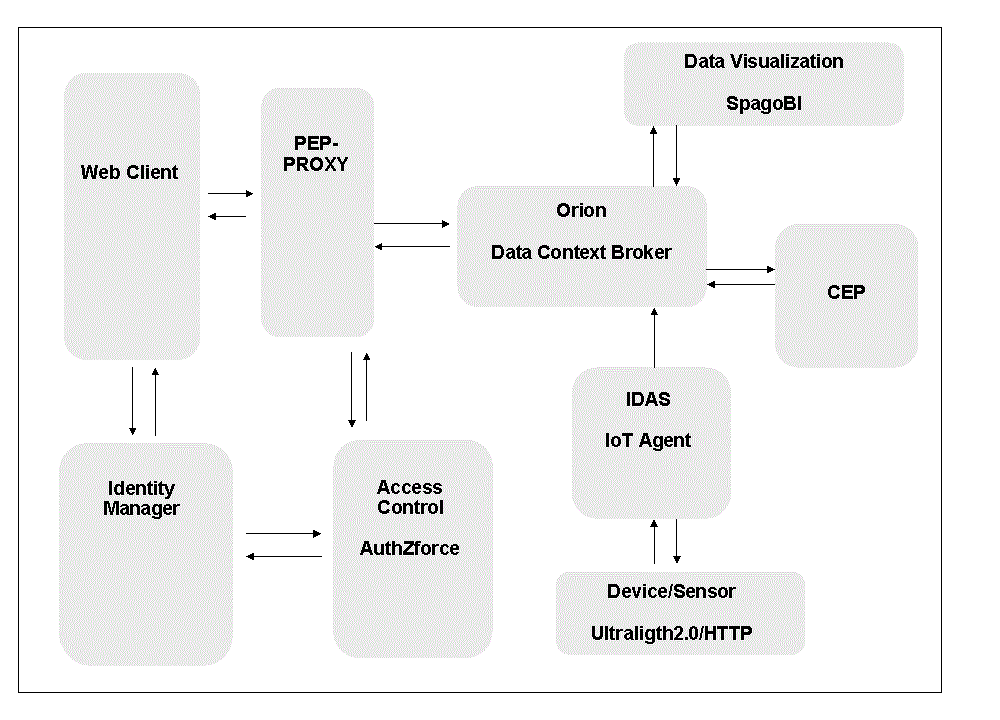 Data Visualization
SpagoBI
Web Client
PEP-
PROXY
Orion
Data Context Broker
CEP
IDAS
IoT Agent
Identity
Manager
Access
Control
AuthZforce
Device/Sensor
Ultraligth2.0/HTTP